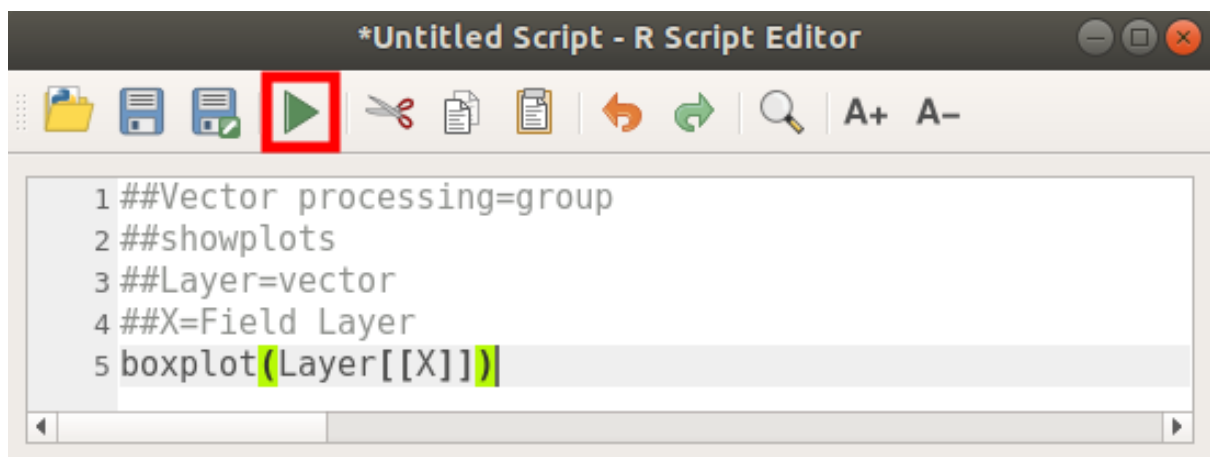 *Untitled Script - R Script Editor
A+ A-
1 ##Vector processing=group
2 ##showplots
3 ##Layer=vector
4 ##X=Field Layer
5 boxplot(Layer[[X]])